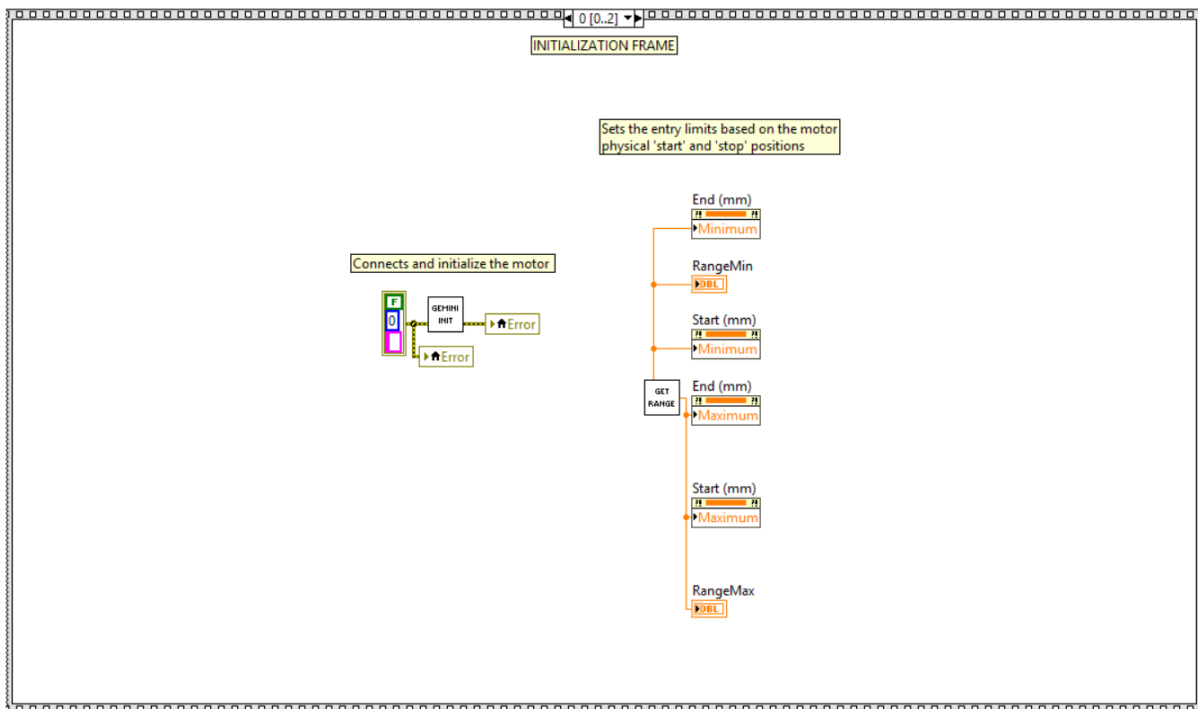 0 [0..2]
INITIALIZATION FRAME
Sets the entry limits based on the motor
physical 'start' and 'stop' positions
End (mm)
?! ?!
Minimum
RangeMin
DBL
Start (mm)
?! ?!
Minimum
Connects and initialize the motor
F
0
GEMINI
INIT
Error
Error
GET
RANGE
End (mm)
?! ?!
Maximum
Start (mm)
?! ?!
Maximum
RangeMax
DBL